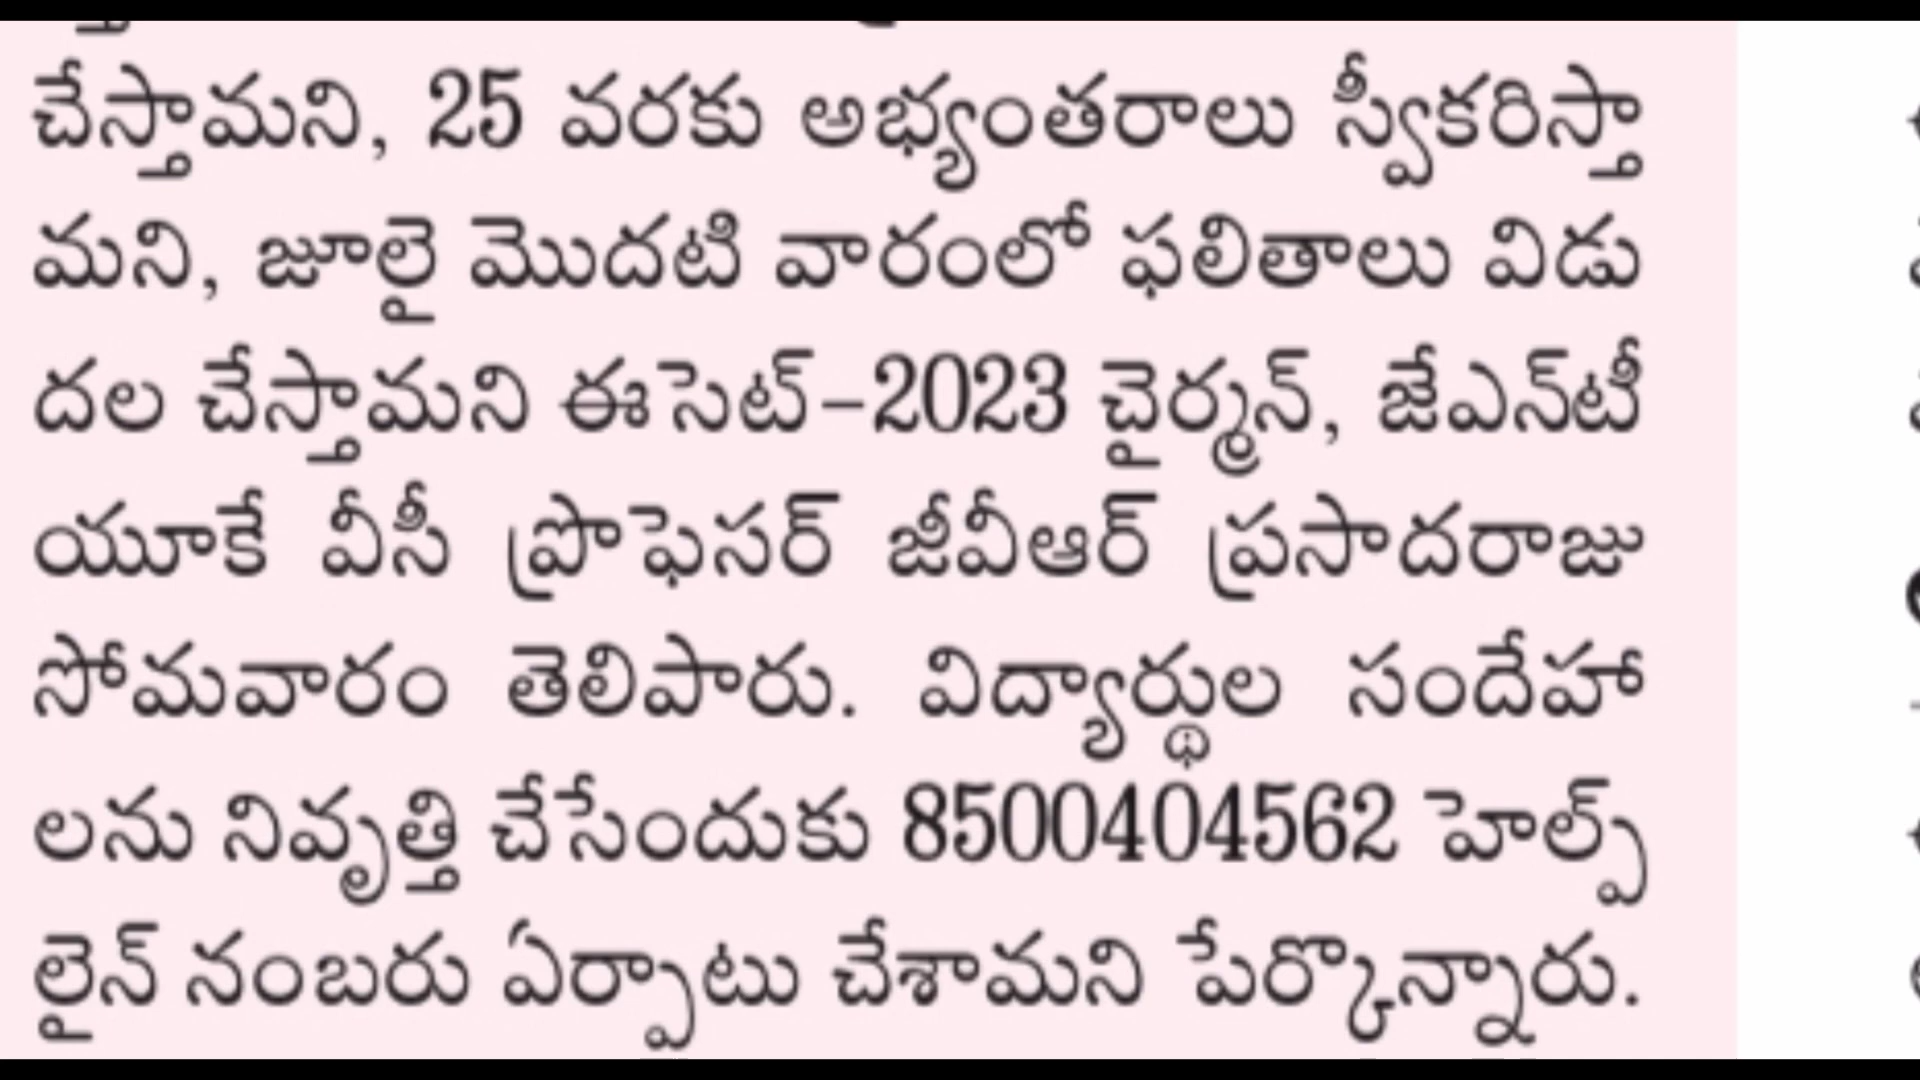 చేస్తామని, 25 వరకు అభ్యంతరాలు స్వీకరిస్తా
మని, జూలై మొదటి వారంలో ఫలితాలు విడు
దల చేస్తామని ఈసెట్–2023 చైర్మన్, జేఎన్‌టీ
యూకే వీసీ ప్రొఫెసర్ జీవీఆర్ ప్రసాదరాజు
సోమవారం తెలిపారు. విద్యార్థుల సందేహా
లను నివృత్తి చేసేందుకు 8500404562 హెల్ప్
లైన్ నంబరు ఏర్పాటు చేశామని పేర్కొన్నారు.